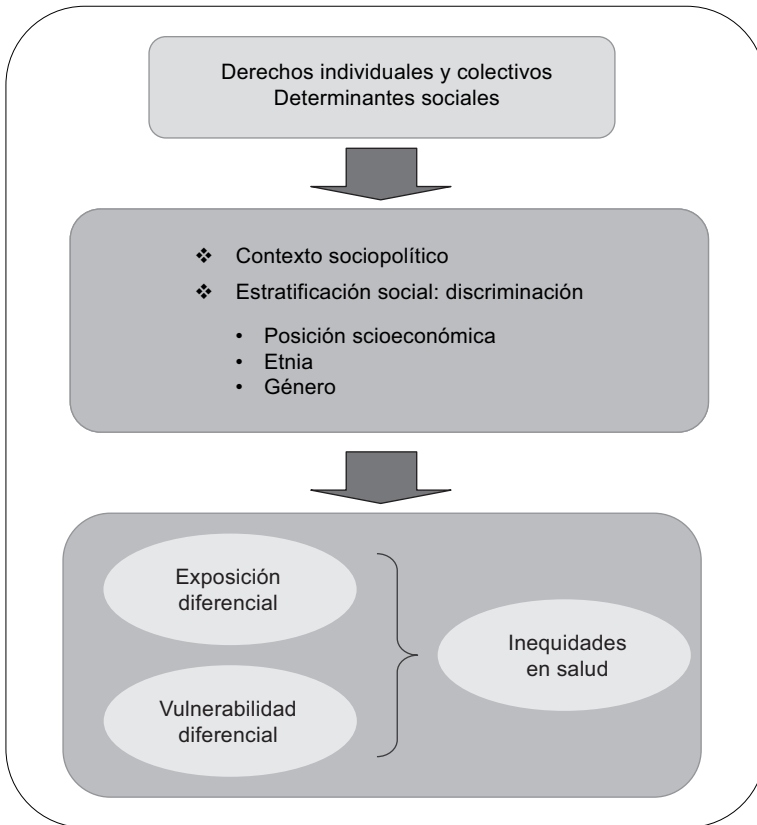 Derechos individuales y colectivos
Determinantes sociales
❖ Contexto sociopolítico
❖ Estratificación social: discriminación
• Posición scioeconómica
• Etnia
• Género
Exposición
diferencial
Vulnerabilidad
diferencial
Inequidades
en salud